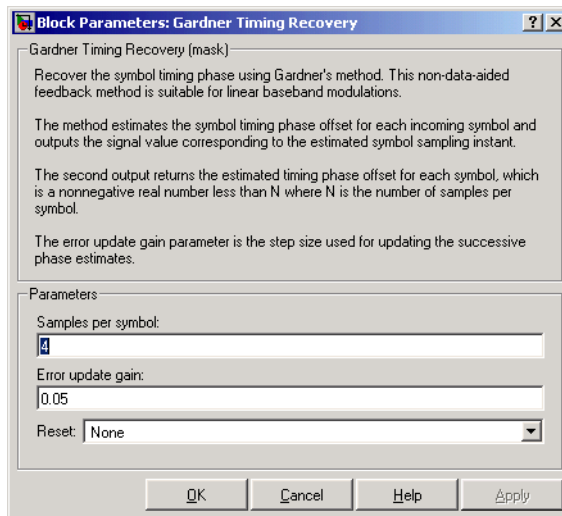 Block Parameters: Gardner Timing Recovery
Gardner Timing Recovery (mask)
Recover the symbol timing phase using Gardner's method. This non-data-aided
feedback method is suitable for linear baseband modulations.
The method estimates the symbol timing phase offset for each incoming symbol and
outputs the signal value corresponding to the estimated symbol sampling instant.
The second output returns the estimated timing phase offset for each symbol, which
is a nonnegative real number less than N where N is the number of samples per
symbol.
The error update gain parameter is the step size used for updating the successive
phase estimates.
Parameters
Samples per symbol:
4
Error update gain:
0.05
Reset: None
OK Cancel Help Apply